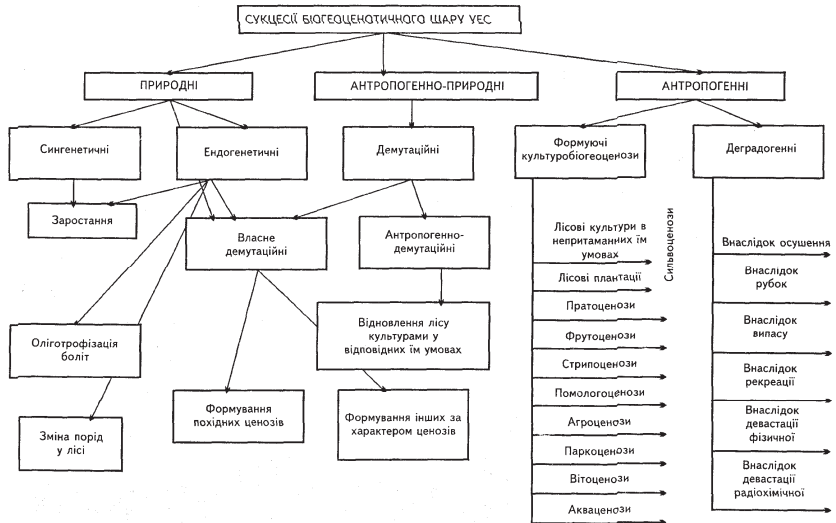 СУКЦЕСІЇ БІОГЕОЦЕНОТИЧНОГО ШАРУ УЕС
ПРИРОДНІ
АНТРОПОГЕННО-ПРИРОДНІ
АНТРОПОГЕННІ
Сингенетичні
Ендогенетичні
Демутаційні
Формуючі
культуробіогеоценози
Деградогенні
Заростання
Власне
демутаційні
Антропогенно-
демутаційні
Лісові культури в
непритаманних їм
умовах
Сильвоценози
Внаслідок осушення
Лісові плантації
Внаслідок
рубок
Пратоценози
Оліготрофізація
боліт
Відновлення лісу
культурами у
відповідних їм умовах
Фрутоценози
Внаслідок
випасу
Стрипоценози
Внаслідок
рекреації
Помологоценози
Формування
похідних ценозів
Формування інших за
характером ценозів
Агроценози
Внаслідок
девастації
фізичної
Зміна порід
у лісі
Паркоценози
Вітоценози
Внаслідок
девастації
радіохімічної
Акваценози